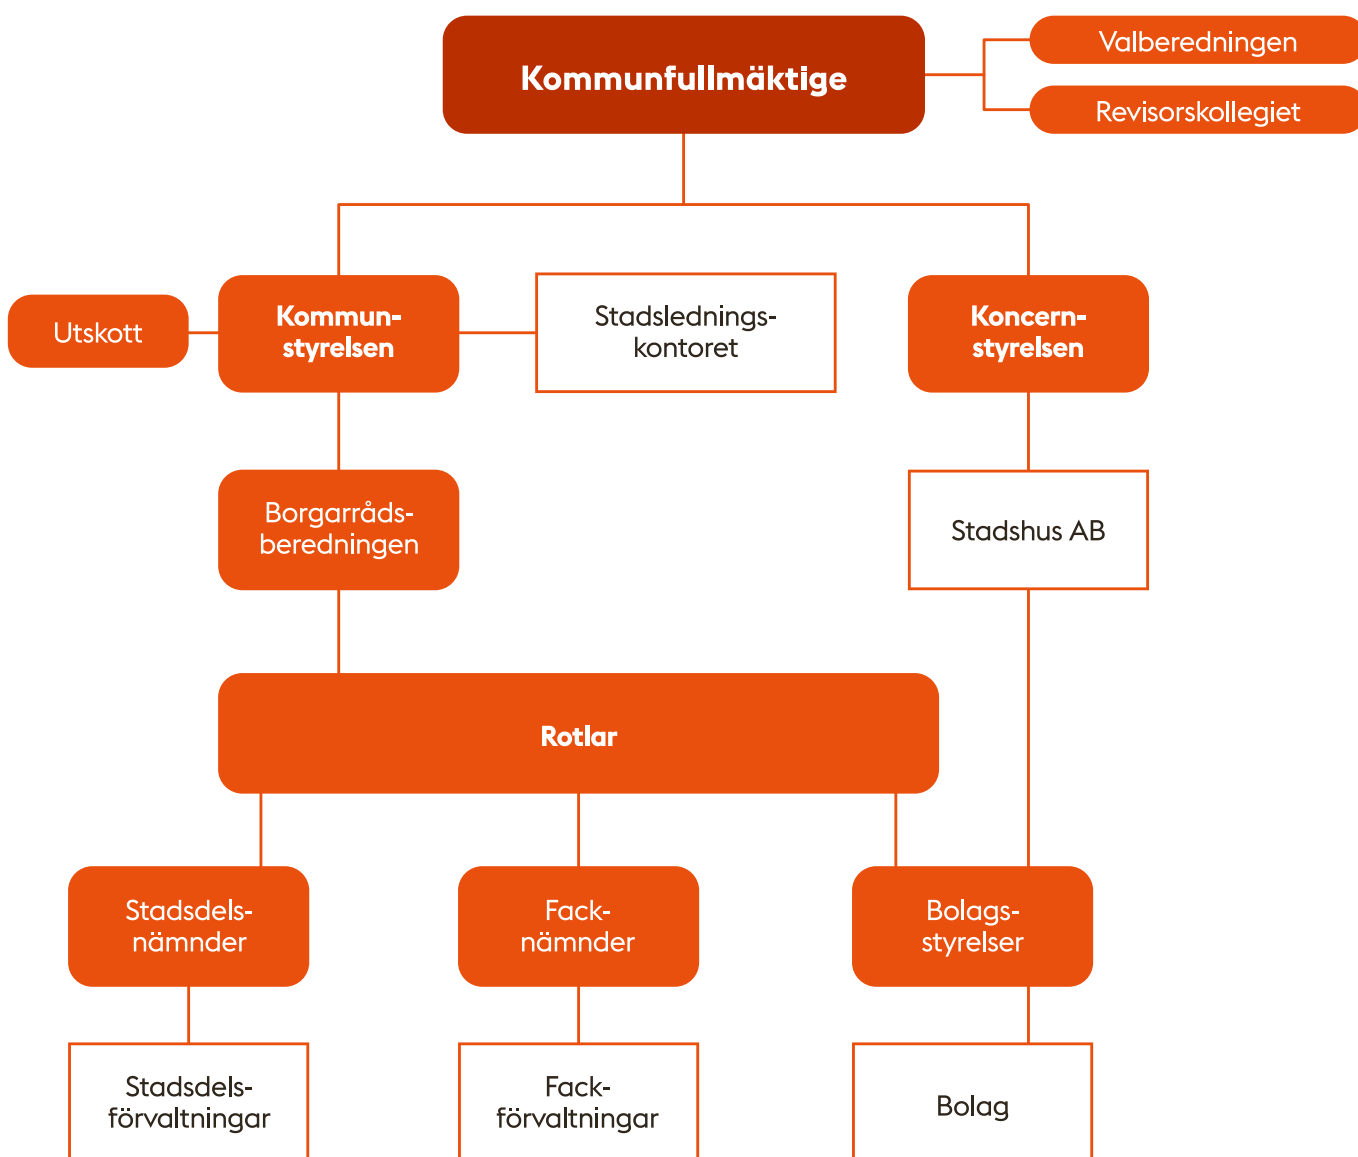 Kommunfullmäktige
Valberedningen
Revisorskollegiet
Utskott
Kommun-
styrelsen
Stadslednings-
kontoret
Koncern-
styrelsen
Borgarråds-
beredningen
Stadshus AB
Rotlar
Stadsdels-
nämnder
Fack-
nämnder
Bolags-
styrelser
Stadsdels-
förvaltningar
Fack-
förvaltningar
Bolag